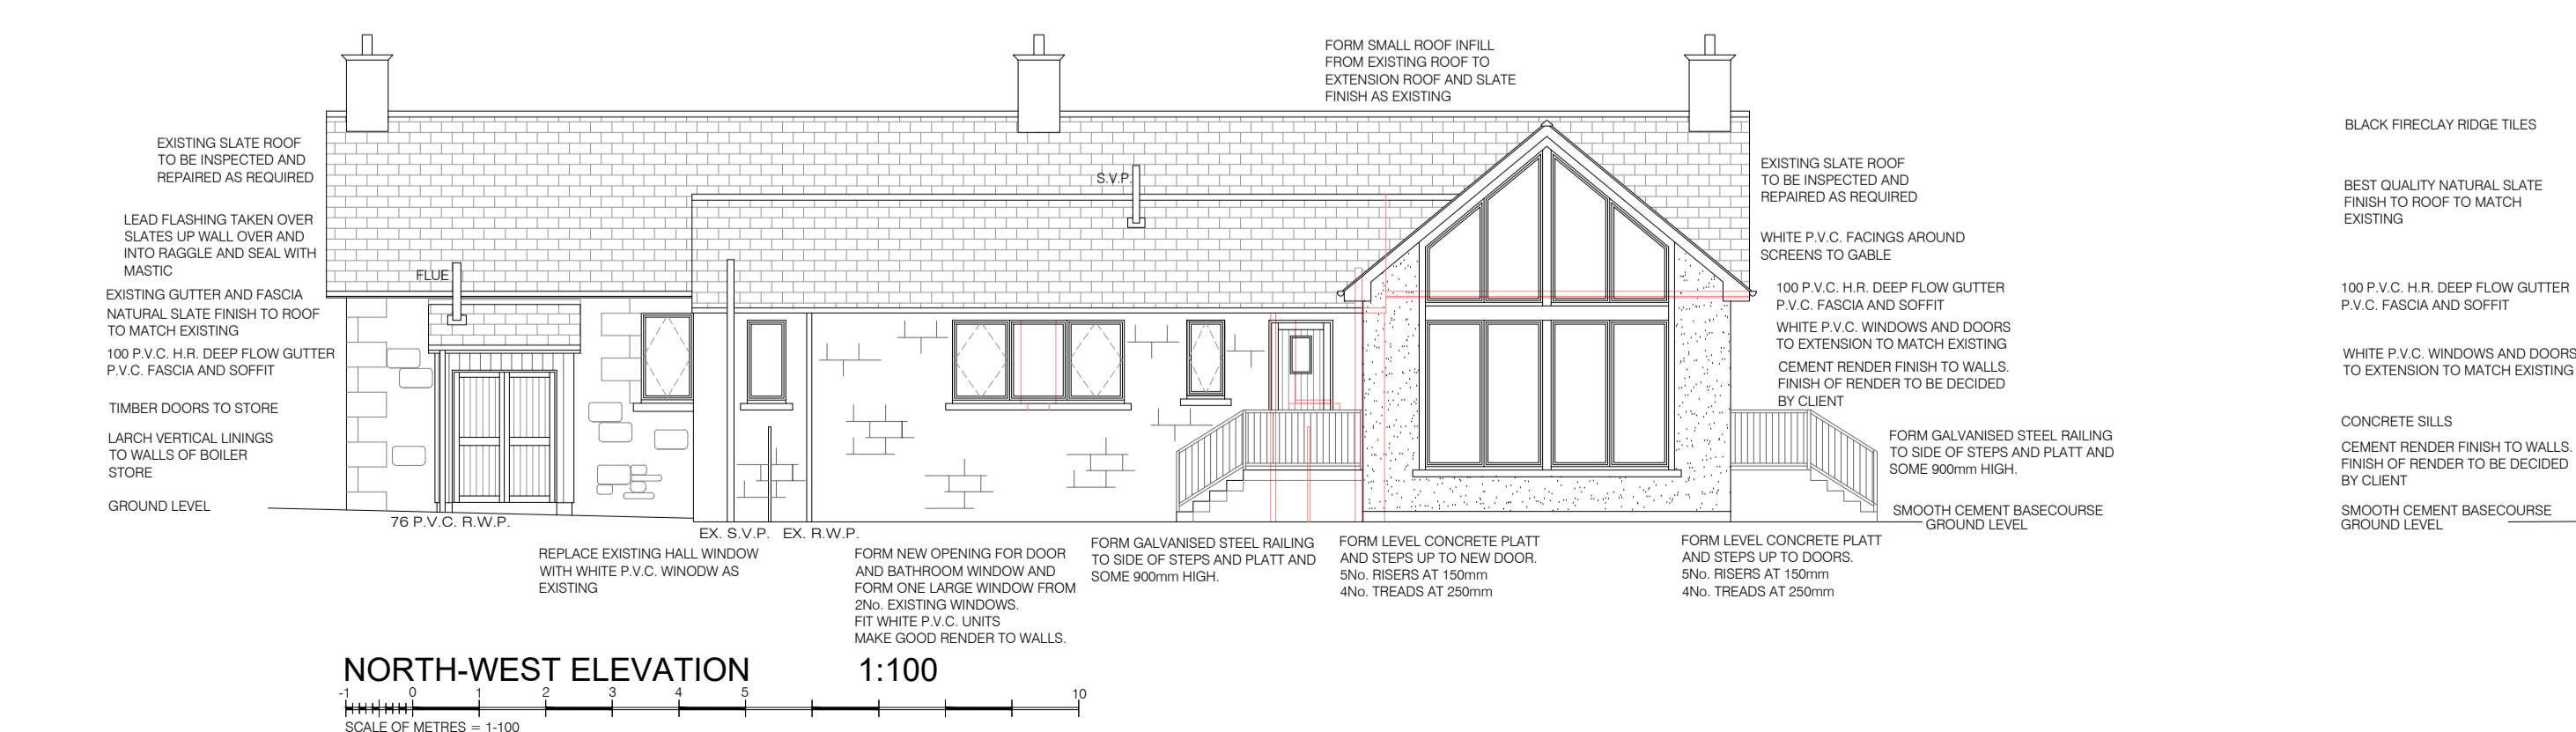 FORM SMALL ROOF INFILL
FROM EXISTING ROOF TO
EXTENSION ROOF AND SLATE
FINISH AS EXISTING
EXISTING SLATE ROOF
TO BE INSPECTED AND
REPAIRED AS REQUIRED
LEAD FLASHING TAKEN OVER
SLATES UP WALL OVER AND
INTO RAGGLE AND SEAL WITH
MASTIC
EXISTING GUTTER AND FASCIA
NATURAL SLATE FINISH TO ROOF
TO MATCH EXISTING
100 P.V.C. H.R. DEEP FLOW GUTTER
P.V.C. FASCIA AND SOFFIT
TIMBER DOORS TO STORE
LARCH VERTICAL LININGS
TO WALLS OF BOILER
STORE
GROUND LEVEL
FLUE
S.V.P.
76 P.V.C. R.W.P.
EX. S.V.P.
EX. R.W.P.
REPLACE EXISTING HALL WINDOW
WITH WHITE P.V.C. WINODW AS
EXISTING
FORM NEW OPENING FOR DOOR
AND BATHROOM WINDOW AND
FORM ONE LARGE WINDOW FROM
2No. EXISTING WINDOWS.
FIT WHITE P.V.C. UNITS
MAKE GOOD RENDER TO WALLS.
FORM GALVANISED STEEL RAILING
TO SIDE OF STEPS AND PLATT AND
SOME 900mm HIGH.
FORM LEVEL CONCRETE PLATT
AND STEPS UP TO NEW DOOR.
5No. RISERS AT 150mm
4No. TREADS AT 250mm
FORM LEVEL CONCRETE PLATT
AND STEPS UP TO DOORS.
5No. RISERS AT 150mm
4No. TREADS AT 250mm
EXISTING SLATE ROOF
TO BE INSPECTED AND
REPAIRED AS REQUIRED
WHITE P.V.C. FACINGS AROUND
SCREENS TO GABLE
100 P.V.C. H.R. DEEP FLOW GUTTER
P.V.C. FASCIA AND SOFFIT
WHITE P.V.C. WINDOWS AND DOORS
TO EXTENSION TO MATCH EXISTING
CEMENT RENDER FINISH TO WALLS.
FINISH OF RENDER TO BE DECIDED
BY CLIENT
FORM GALVANISED STEEL RAILING
TO SIDE OF STEPS AND PLATT AND
SOME 900mm HIGH.
SMOOTH CEMENT BASECOURSE
GROUND LEVEL
NORTH-WEST ELEVATION 1:100
-1 0 1 2 3 4 5 10
SCALE OF METRES = 1-100
BLACK FIRECLAY RIDGE TILES
BEST QUALITY NATURAL SLATE
FINISH TO ROOF TO MATCH
EXISTING
100 P.V.C. H.R. DEEP FLOW GUTTER
P.V.C. FASCIA AND SOFFIT
WHITE P.V.C. WINDOWS AND DOORS
TO EXTENSION TO MATCH EXISTING
CONCRETE SILLS
CEMENT RENDER FINISH TO WALLS.
FINISH OF RENDER TO BE DECIDED
BY CLIENT
SMOOTH CEMENT BASECOURSE
GROUND LEVEL